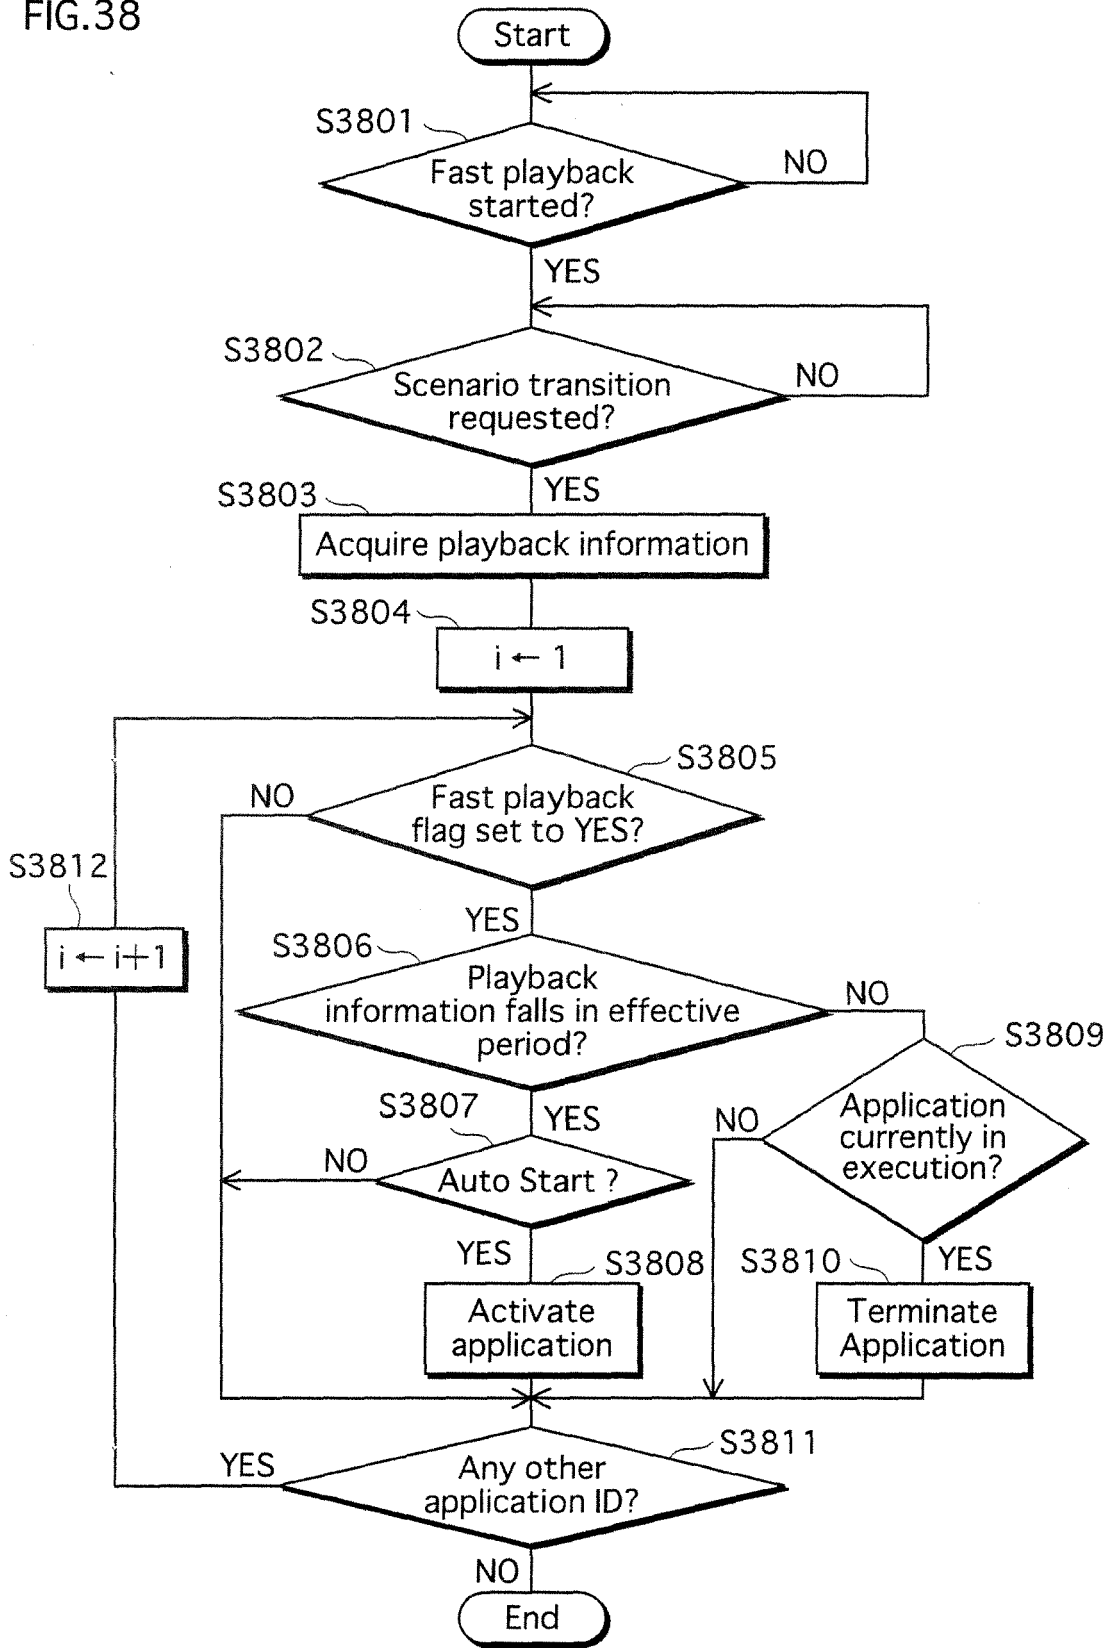 FIG.38
Start
S3801
Fast playback
started?
NO
YES
S3802
Scenario transition
requested?
NO
YES
S3803
Acquire playback information
S3804
i ← 1
S3805
Fast playback
flag set to YES?
NO
YES
S3812
i ← i+1
S3806
Playback
information falls in effective
period?
NO
YES
S3809
Application
currently in
execution?
NO
YES
S3807
Auto Start ?
NO
YES
S3808
Activate
application
S3810
Terminate
Application
S3811
Any other
application ID?
YES
NO
End